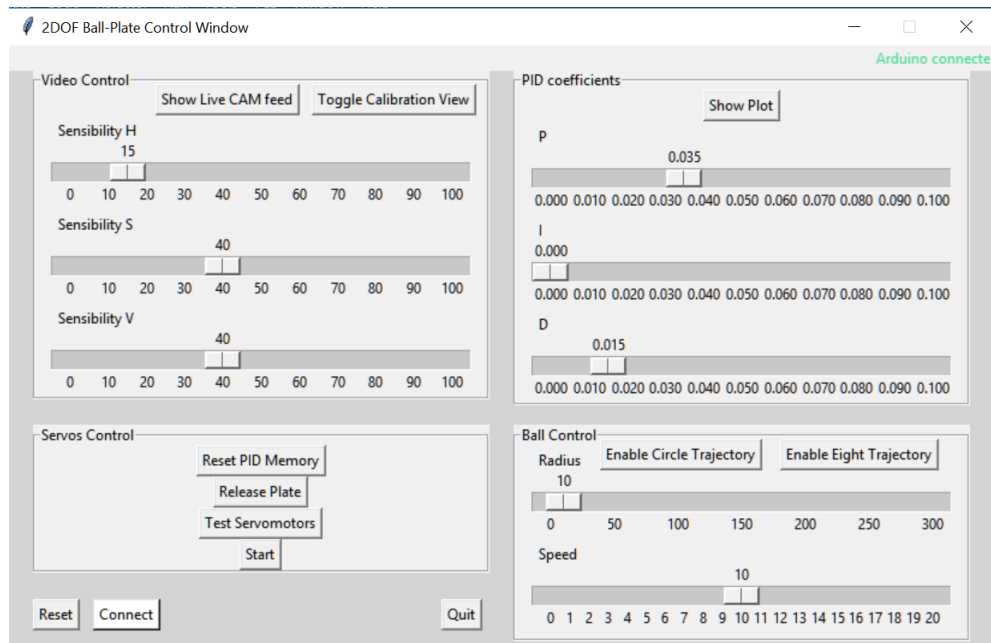 2DOF Ball-Plate Control Window
Arduino connecte
Video Control
Show Live CAM feed Toggle Calibration View
Sensibility H
15
0 10 20 30 40 50 60 70 80 90 100
Sensibility S
40
0 10 20 30 40 50 60 70 80 90 100
Sensibility V
40
0 10 20 30 40 50 60 70 80 90 100
PID coefficients
Show Plot
P
0.035
0.000 0.010 0.020 0.030 0.040 0.050 0.060 0.070 0.080 0.090 0.100
I
0.000
0.000 0.010 0.020 0.030 0.040 0.050 0.060 0.070 0.080 0.090 0.100
D
0.015
0.000 0.010 0.020 0.030 0.040 0.050 0.060 0.070 0.080 0.090 0.100
Servos Control
Reset PID Memory
Release Plate
Test Servomotors
Start
Ball Control
Enable Circle Trajectory Enable Eight Trajectory
Radius
10
0 50 100 150 200 250 300
Speed
10
0 1 2 3 4 5 6 7 8 9 10 11 12 13 14 15 16 17 18 19 20
Reset Connect Quit